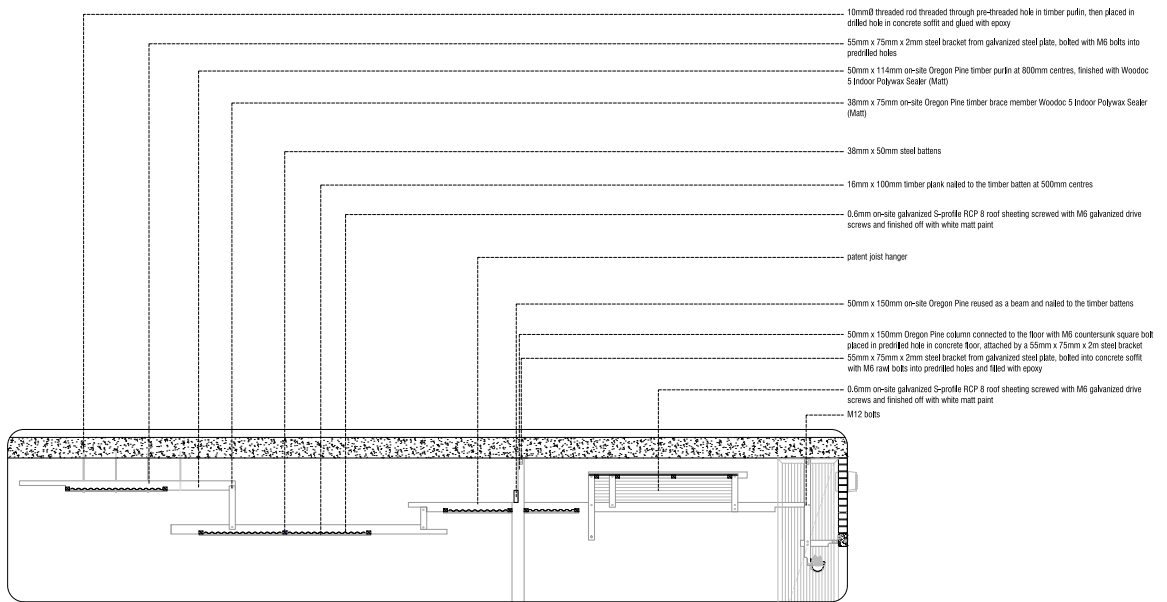 10mmØ threaded rod threaded through pre-threaded hole in timber purlin, then placed in
drilled hole in concrete soffit and glued with epoxy
55mm x 75mm x 2mm steel bracket from galvanized steel plate, bolted with M6 bolts into
predrilled holes
50mm x 114mm on-site Oregon Pine timber purlin at 800mm centres, finished with Woodoc
5 Indoor Polywax Sealer (Matt)
38mm x 75mm on-site Oregon Pine timber brace member Woodoc 5 Indoor Polywax Sealer
(Matt)
38mm x 50mm steel battens
16mm x 100mm timber plank nailed to the timber batten at 500mm centres
0.6mm on-site galvanized S-profile RCP 8 roof sheeting screwed with M6 galvanized drive
screws and finished off with white matt paint
patent joist hanger
50mm x 150mm on-site Oregon Pine reused as a beam and nailed to the timber battens
50mm x 150mm Oregon Pine column connected to the floor with M6 countersunk square bolt
placed in predrilled hole in concrete floor, attached by a 55mm x 75mm x 2m steel bracket
55mm x 75mm x 2mm steel bracket from galvanized steel plate, bolted into concrete soffit
with M6 rawl bolts into predrilled holes and filled with epoxy
0.6mm on-site galvanized S-profile RCP 8 roof sheeting screwed with M6 galvanized drive
screws and finished off with white matt paint
M12 bolts